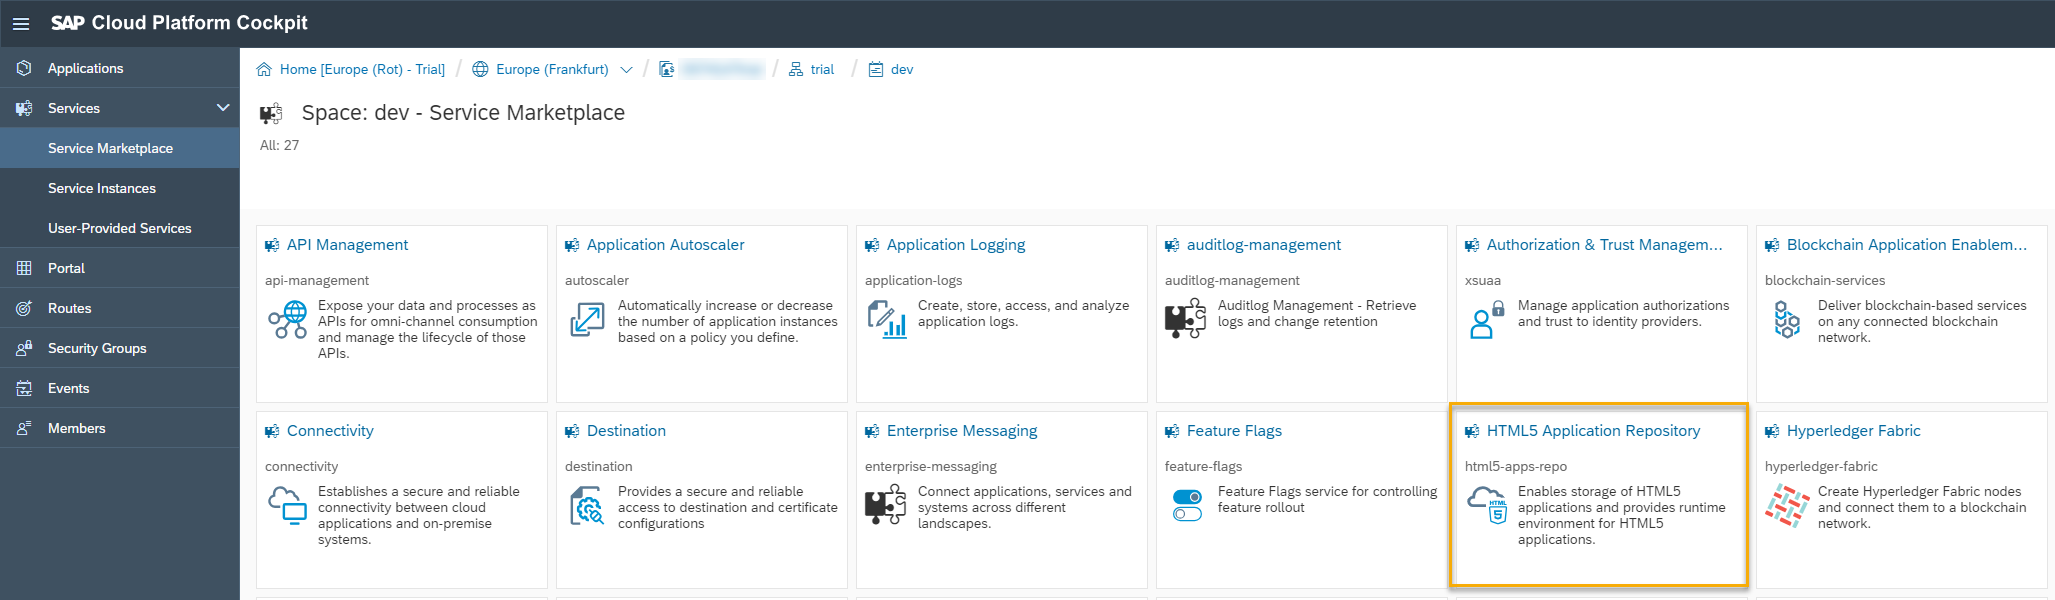 SAP Cloud Platform Cockpit
Applications
Services
Service Marketplace
Service Instances
User-Provided Services
Portal
Routes
Security Groups
Events
Members
Home [Europe (Rot) - Trial] / Europe (Frankfurt) / / trial / dev
Space: dev - Service Marketplace
All: 27
API Management
api-management
Expose your data and processes as
APIs for omni-channel consumption
and manage the lifecycle of those
APIs.
Application Autoscaler
autoscaler
Automatically increase or decrease
the number of application instances
based on a policy you define.
Application Logging
application-logs
Create, store, access, and analyze
application logs.
auditlog-management
auditlog-management
Auditlog Management - Retrieve
logs and change retention
Authorization & Trust Managem...
xsuaa
Manage application authorizations
and trust to identity providers.
Blockchain Application Enablem...
blockchain-services
Deliver blockchain-based services
on any connected blockchain
network.
Connectivity
connectivity
Establishes a secure and reliable
connectivity between cloud
applications and on-premise
systems.
Destination
destination
Provides a secure and reliable
access to destination and certificate
configurations
Enterprise Messaging
enterprise-messaging
Connect applications, services and
systems across different
landscapes.
Feature Flags
feature-flags
Feature Flags service for controlling
feature rollout
HTML5 Application Repository
html5-apps-repo
HTML
5
Enables storage of HTML5
applications and provides runtime
environment for HTML5
applications.
Hyperledger Fabric
hyperledger-fabric
Create Hyperledger Fabric nodes
and connect them to a blockchain
network.